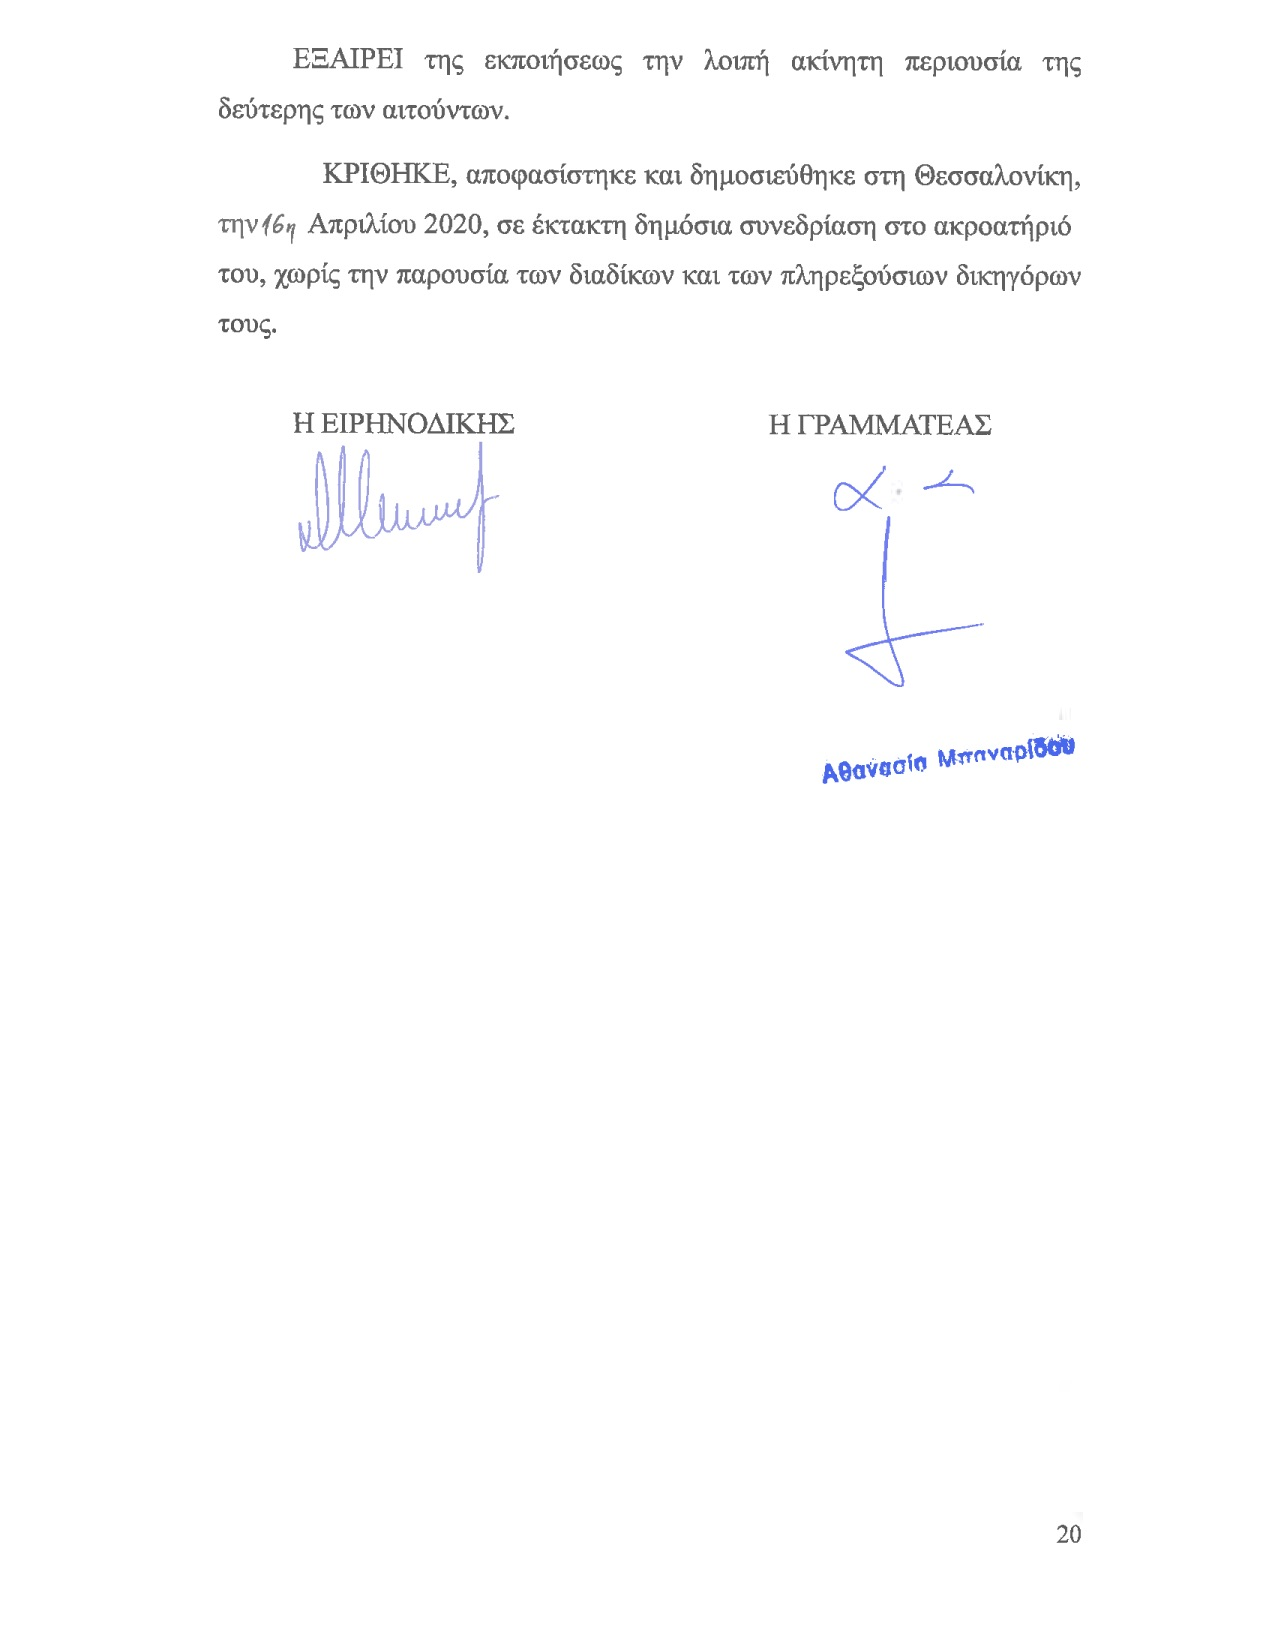 ΕΞΑΙΡΕΙ της εκποιήσεως την λοιπή ακίνητη περιουσία της
δεύτερης των αιτούντων.
ΚΡΙΘΗΚΕ, αποφασίστηκε και δημοσιεύθηκε στη Θεσσαλονίκη,
την 16η Απριλίου 2020, σε έκτακτη δημόσια συνεδρίαση στο ακροατήριό
του, χωρίς την παρουσία των διαδίκων και των πληρεξούσιων δικηγόρων
τους.
Η ΕΙΡΗΝΟΔΙΚΗΣ Η ΓΡΑΜΜΑΤΕΑΣ
Αθανασία Μπαναρίδου
20